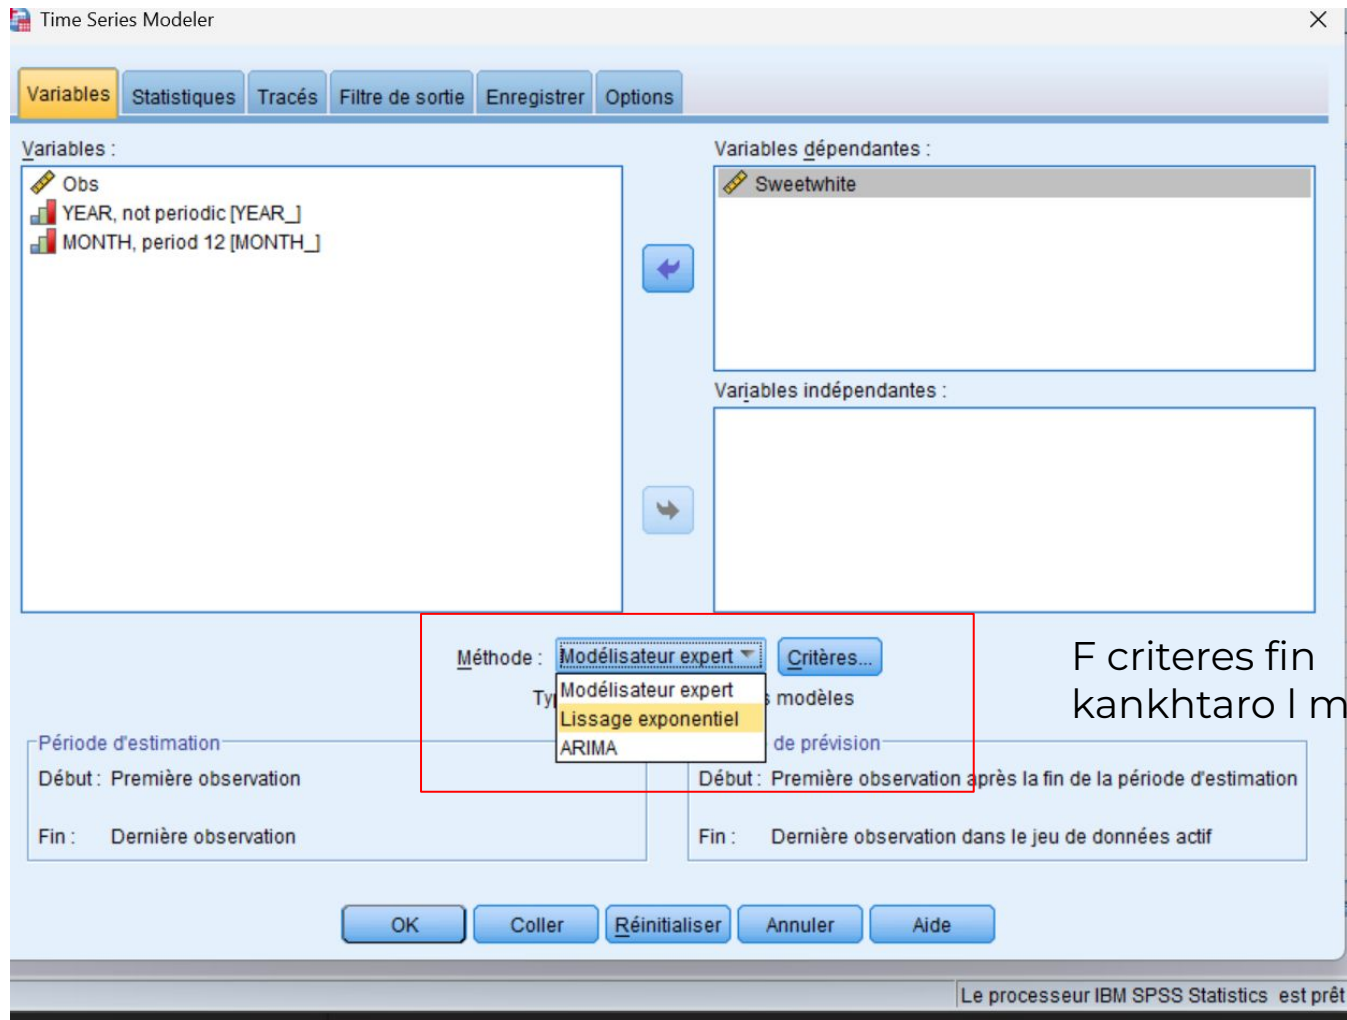 Time Series Modeler
Variables Statistiques Tracés Filtre de sortie Enregistrer Options
Variables :
Obs
YEAR, not periodic [YEAR_]
MONTH, period 12 [MONTH_]
Variables dépendantes :
Sweetwhite
Variables indépendantes :
Méthode : Modélisateur expert Critères...
Modélisateur expert
Lissage exponentiel
ARIMA
modèles
F criteres fin
kankhtaro l m
Période d'estimation
Début : Première observation
Fin : Dernière observation
de prévision
Début : Première observation après la fin de la période d'estimation
Fin : Dernière observation dans le jeu de données actif
OK Coller Réinitialiser Annuler Aide
Le processeur IBM SPSS Statistics est prêt